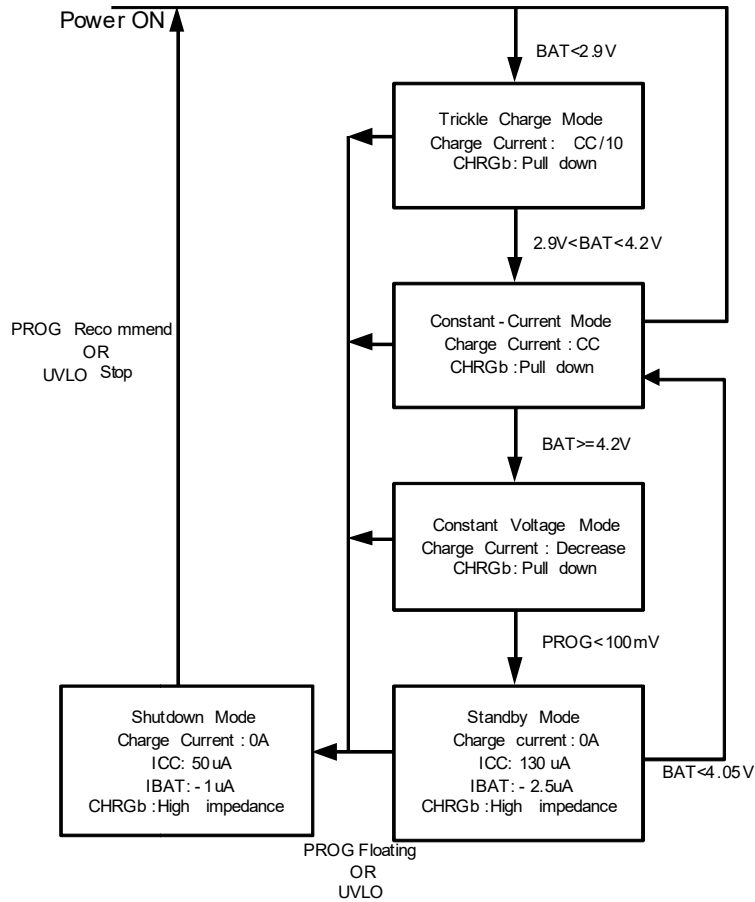 Power ON
BAT<2.9V
Trickle Charge Mode
Charge Current: CC/10
CHRGb: Pull down
2.9V<BAT<4.2V
PROG Recommend
OR
UVLO Stop
Constant-Current Mode
Charge Current : CC
CHRGb : Pull down
BAT>=4.2V
Constant Voltage Mode
Charge Current : Decrease
CHRGb: Pull down
PROG<100mV
Shutdown Mode
Charge Current : 0A
ICC: 50uA
IBAT: -1uA
CHRGb :High impedance
Standby Mode
Charge current: 0A
ICC: 130 uA
IBAT: - 2.5uA
CHRGb :High impedance
BAT<4.05V
PROG Floating
OR
UVLO